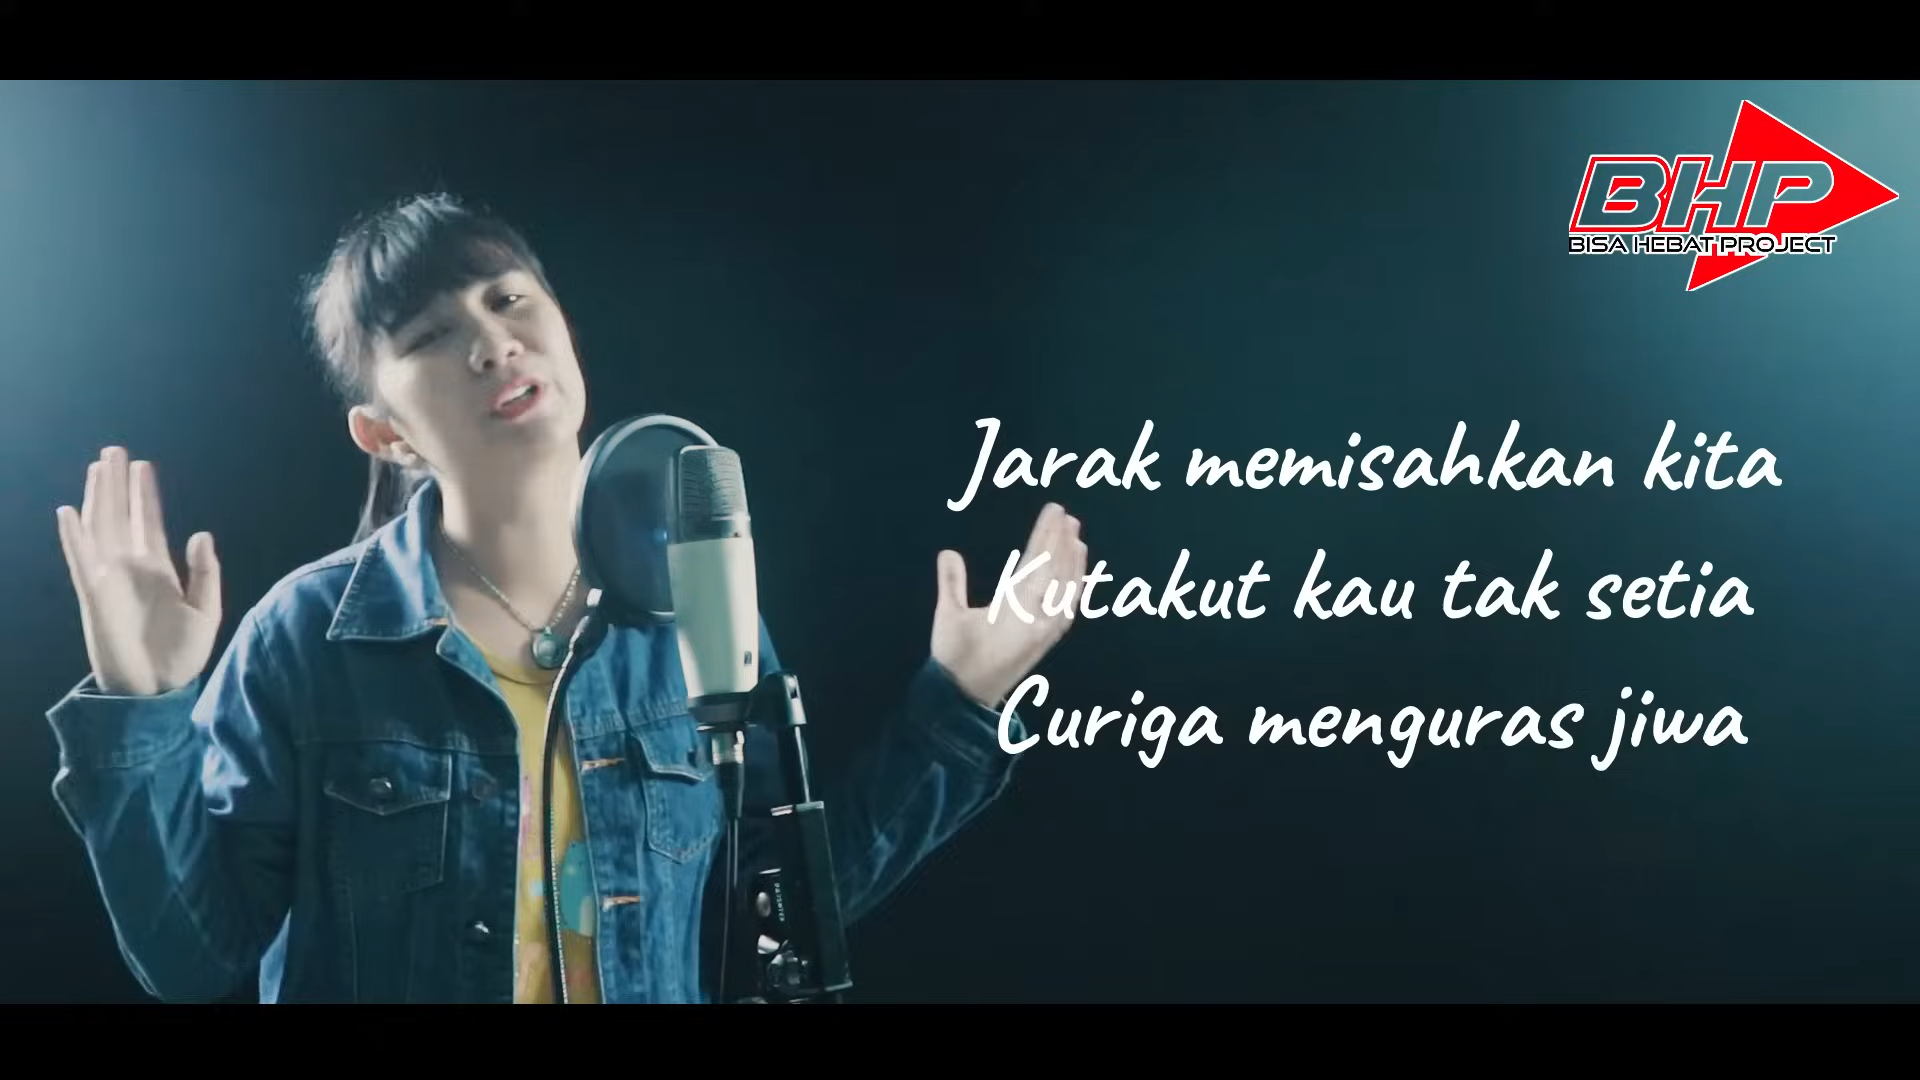 BHP
BISA HEBAT PROJECT
Jarak memisahkan kita
Kutakut kau tak setia
Curiga menguras jiwa